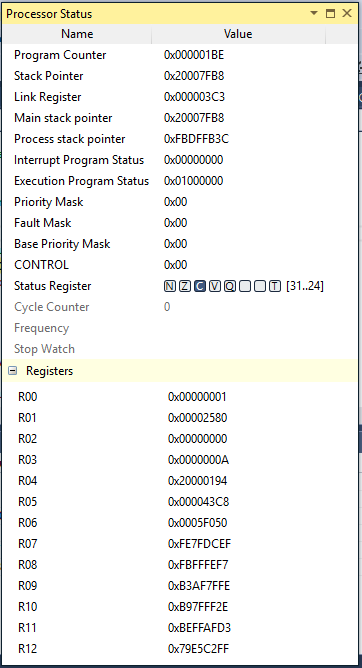 Processor Status
Name Value
Program Counter 0x000001BE
Stack Pointer 0x20007FB8
Link Register 0x000003C3
Main stack pointer 0x20007FB8
Process stack pointer 0xFBDFFB3C
Interrupt Program Status 0x00000000
Execution Program Status 0x01000000
Priority Mask 0x00
Fault Mask 0x00
Base Priority Mask 0x00
CONTROL 0x00
Status Register N Z C V Q T [31..24]
Cycle Counter 0
Frequency
Stop Watch
Registers
R00 0x00000001
R01 0x00002580
R02 0x00000000
R03 0x0000000A
R04 0x20000194
R05 0x000043C8
R06 0x0005F050
R07 0xFE7FDCEF
R08 0xFBFFFEF7
R09 0xB3AF7FFE
R10 0xB97FFF2E
R11 0xBEFFAFD3
R12 0x79E5C2FF